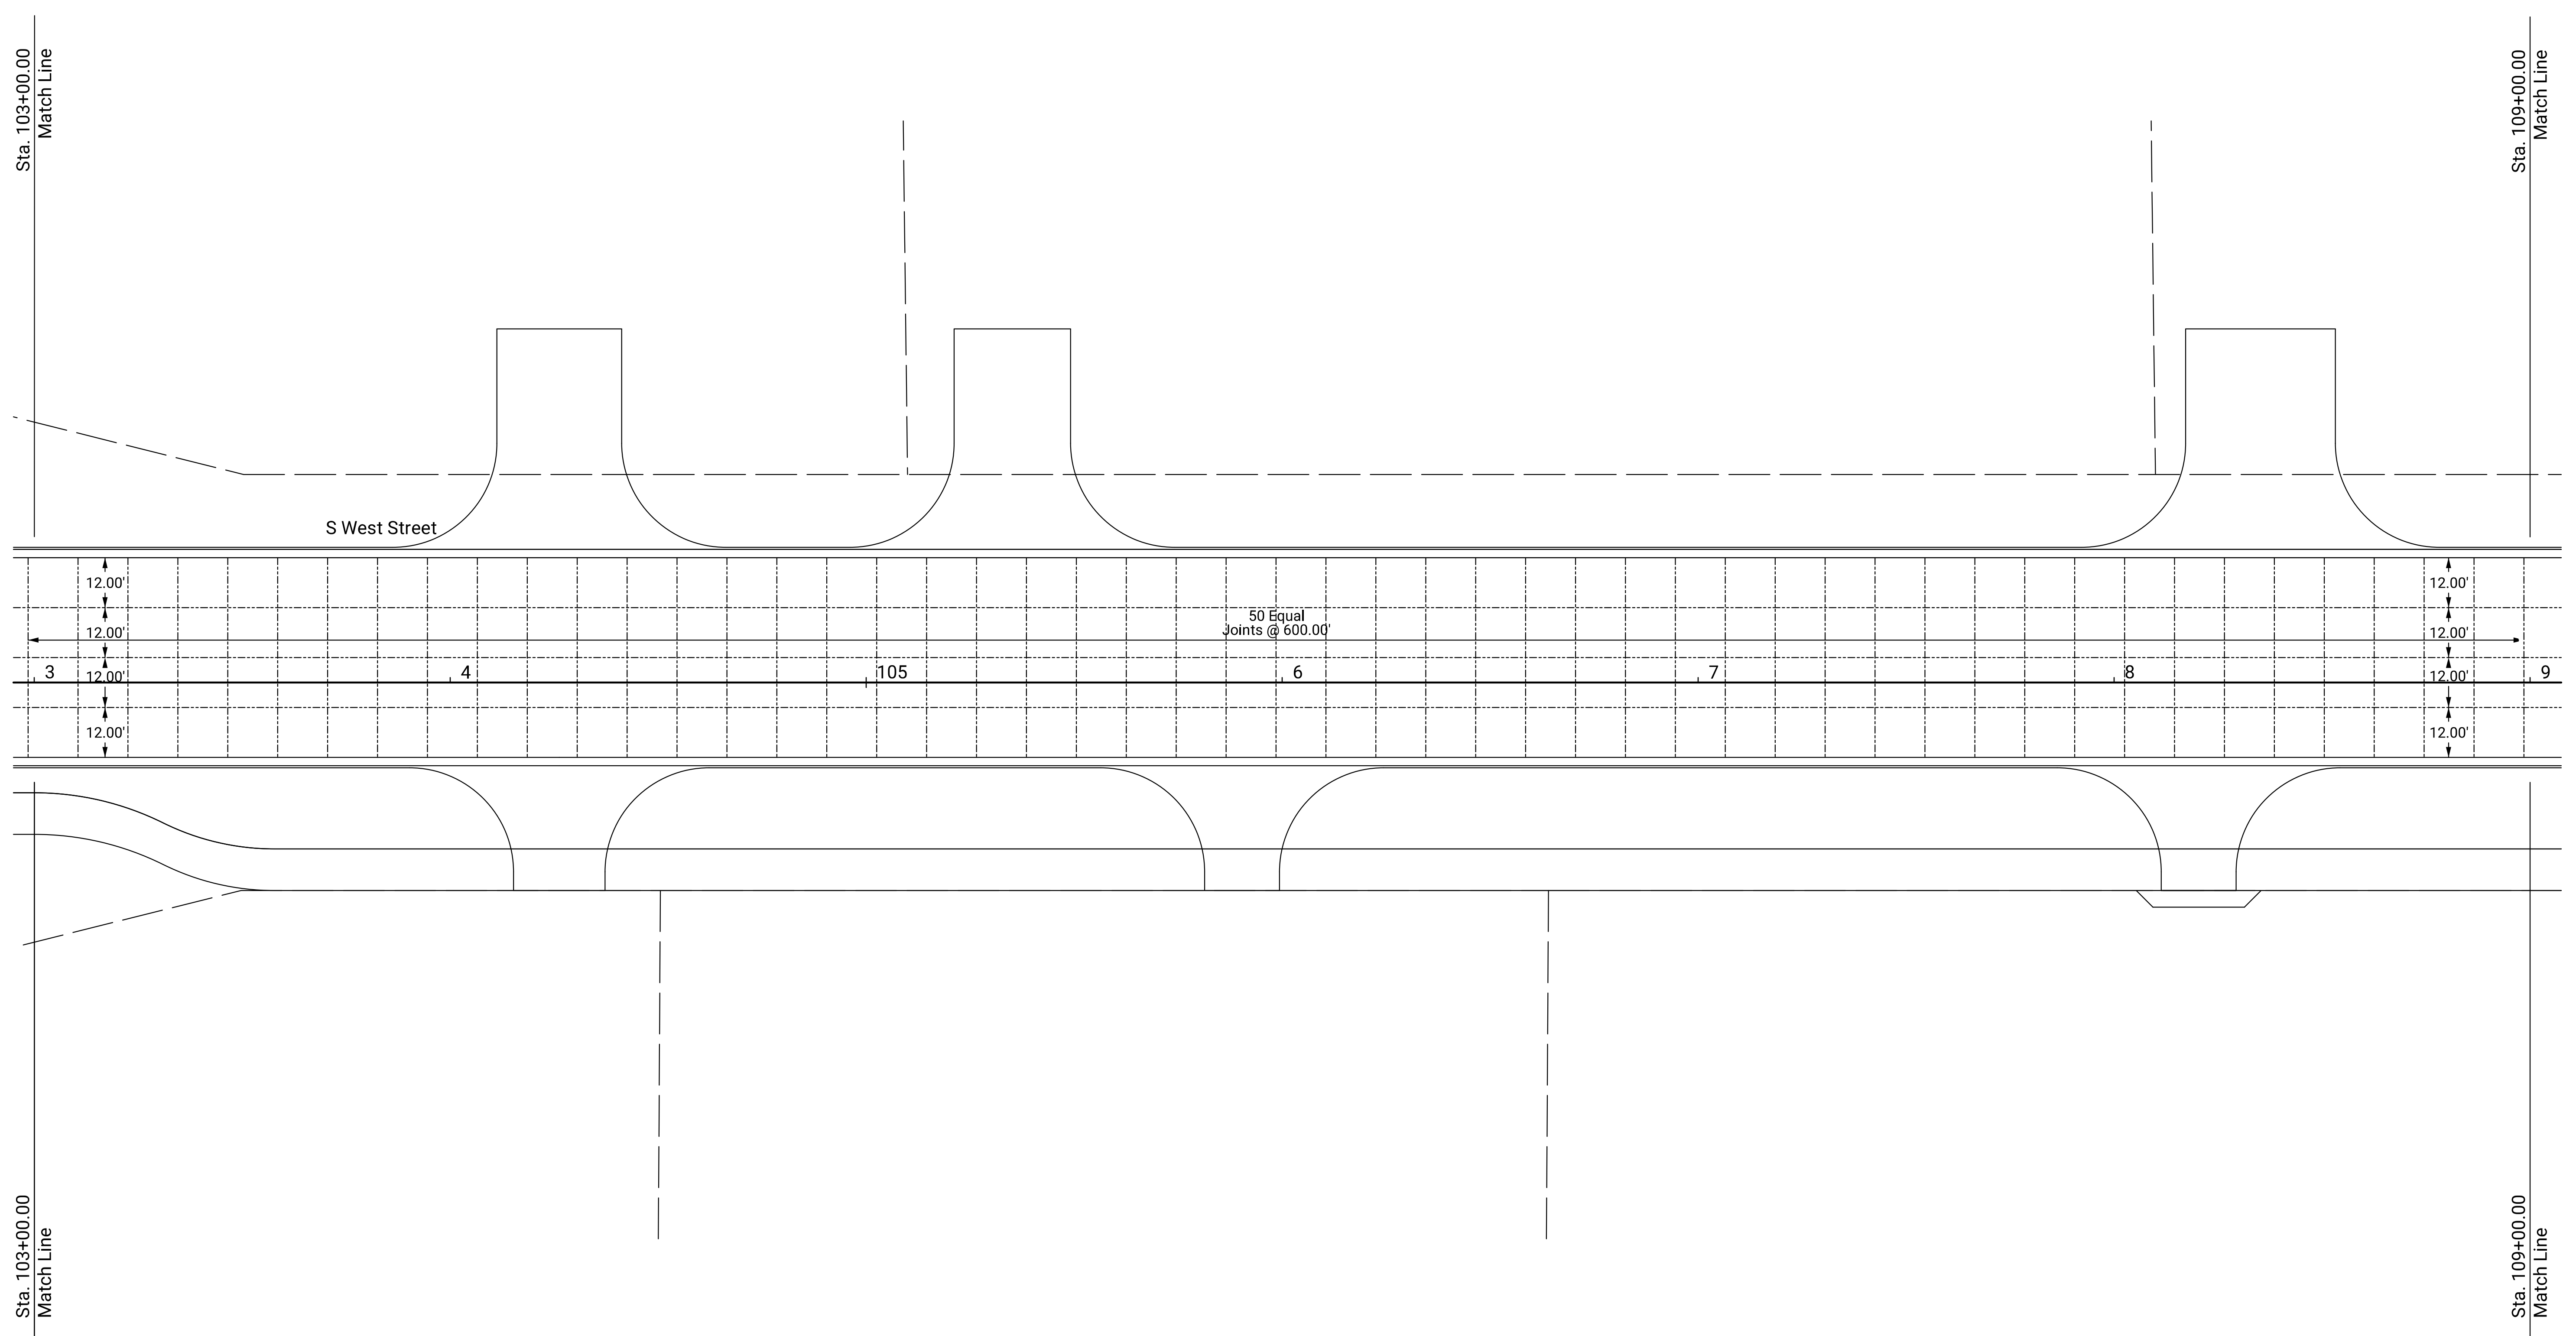 Sta. 103+00.00
Match Line
Sta. 109+00.00
Match Line
S West Street
12.00'
12.00'
50 Equal
Joints @ 600.00'
12.00'
12.00'
3
4
105
6
7
8
9
12.00'
12.00'
12.00'
12.00'
Sta. 103+00.00
Match Line
Sta. 109+00.00
Match Line